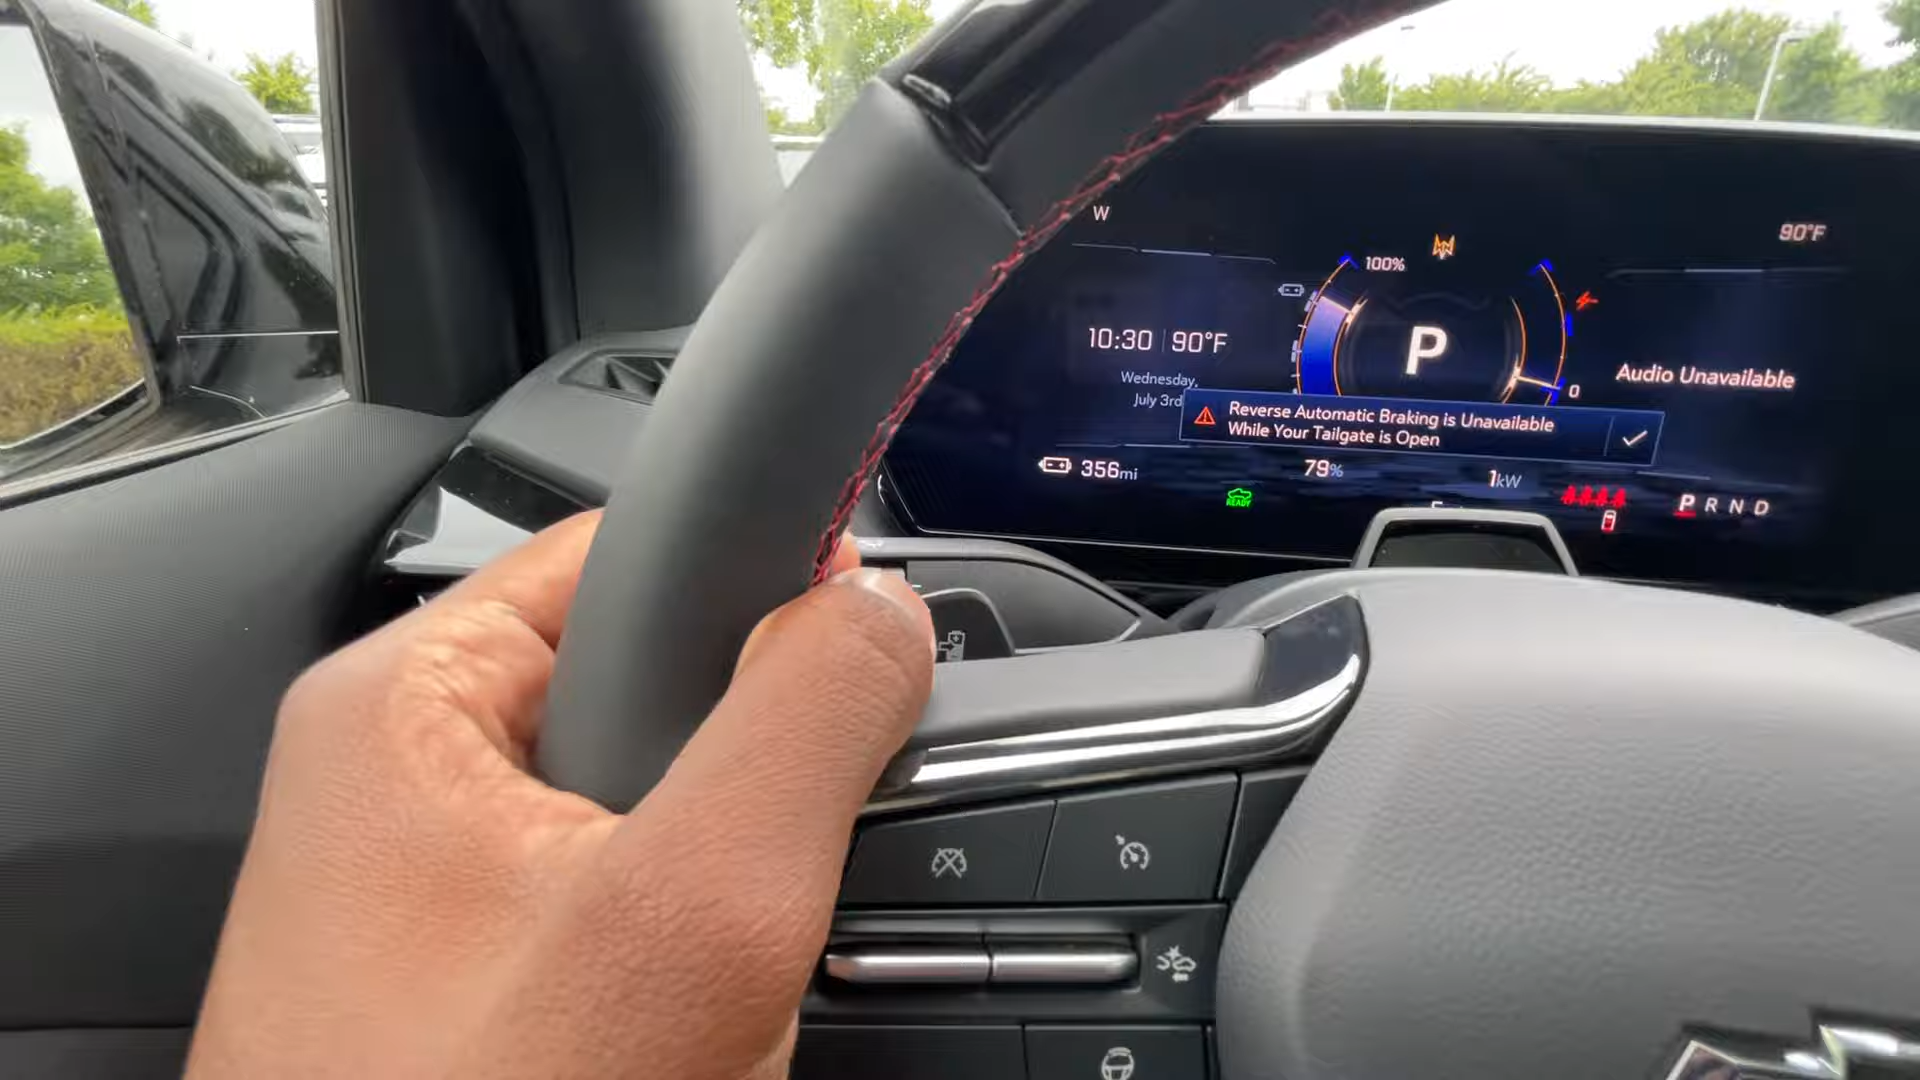 W
90°F
100%
10:30 90°F
P
Wednesday,
July 3rd
Audio Unavailable
0
Reverse Automatic Braking is Unavailable
While Your Tailgate is Open
356mi
79%
1kW
READY
P R N D